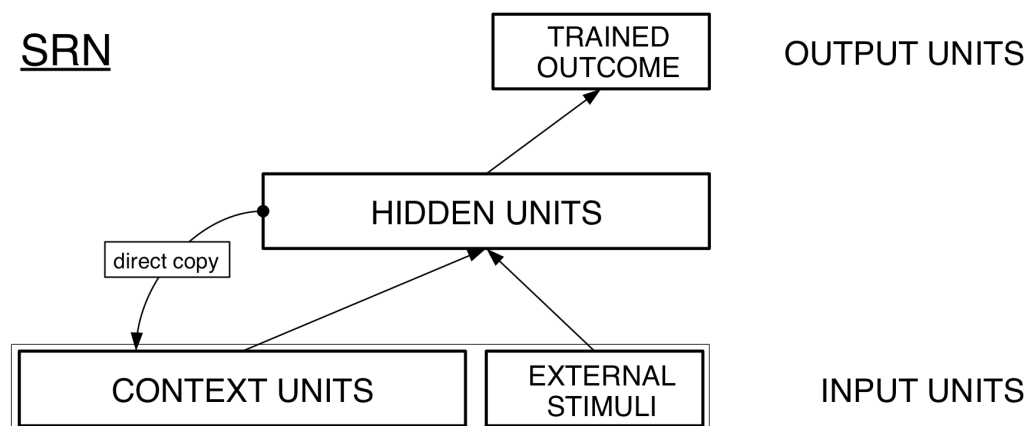 SRN
TRAINED
OUTCOME
OUTPUT UNITS
HIDDEN UNITS
direct copy
CONTEXT UNITS
EXTERNAL
STIMULI
INPUT UNITS